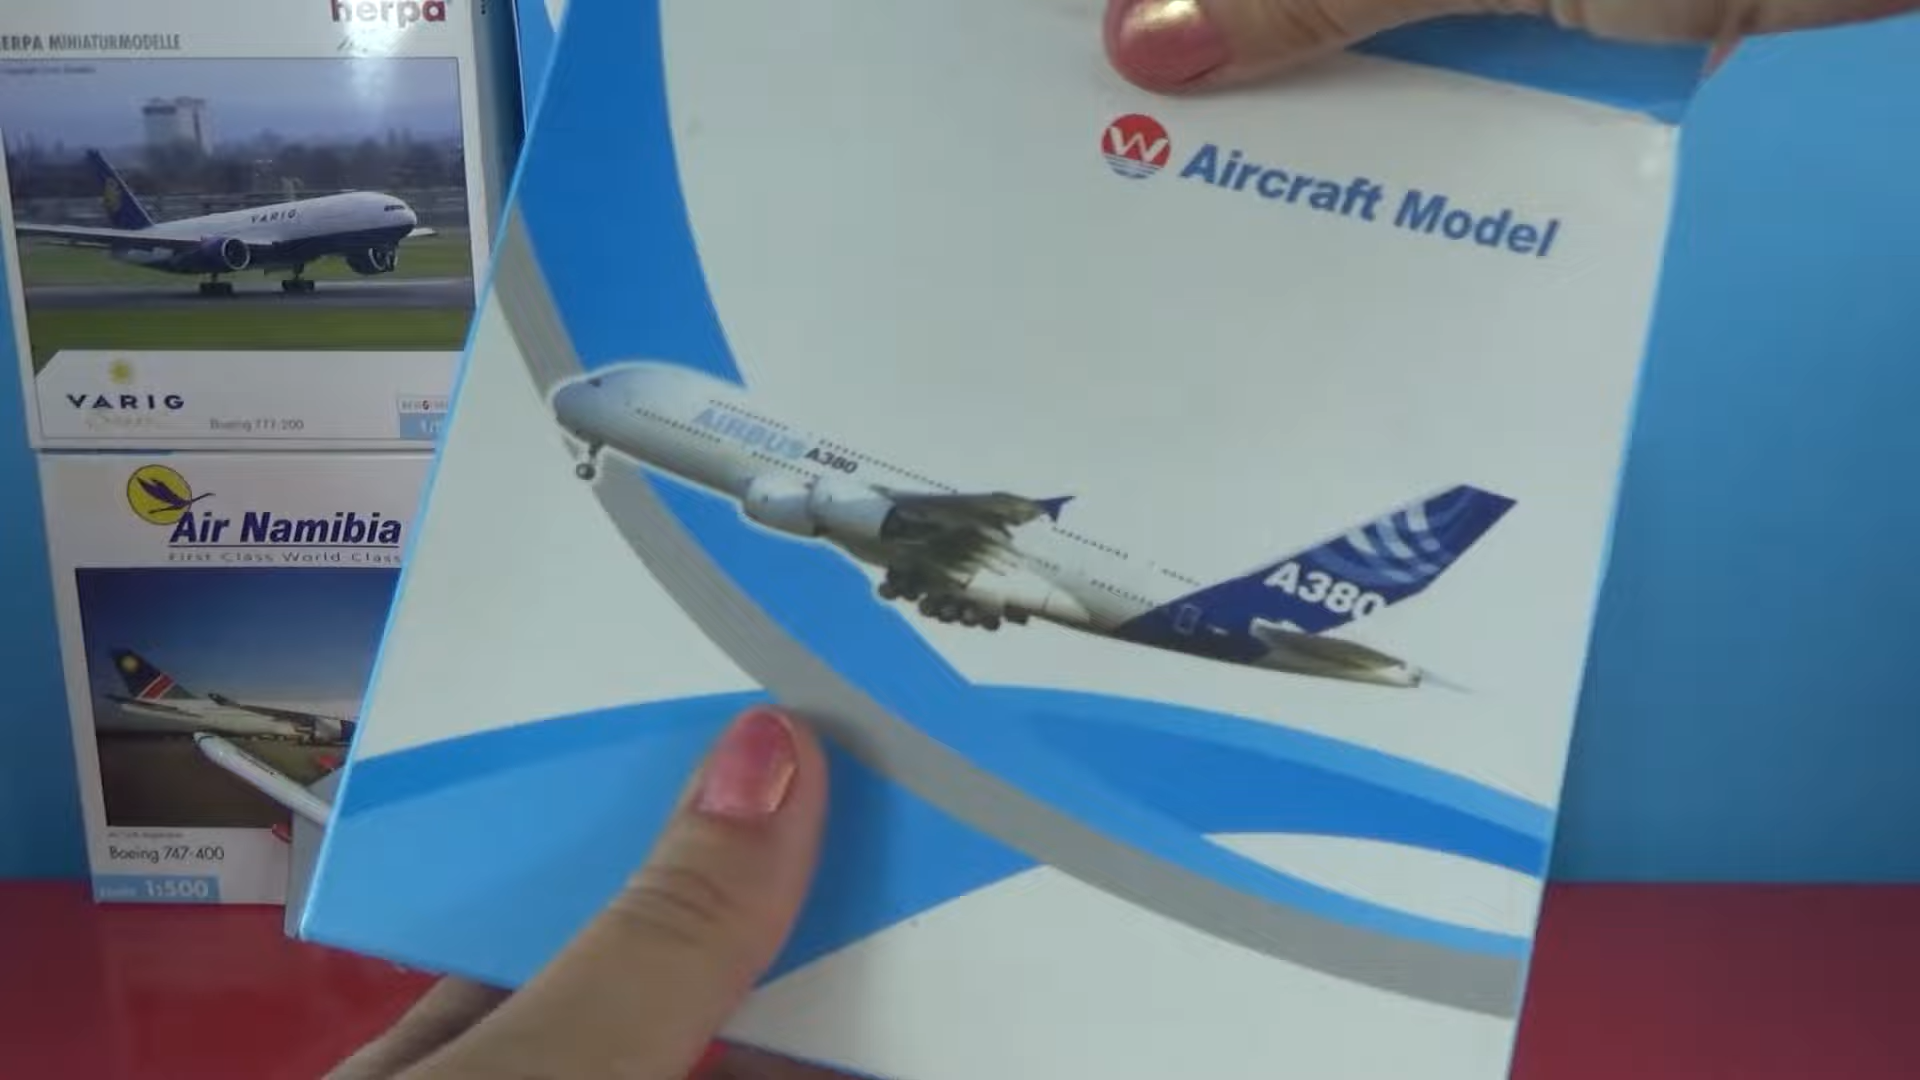 herpa
HERPA MINIATURMODELLE
VARIG
VARIG
Boeing 777-200
Air Namibia
First Class World Class
Boeing 747-400
1:500
W Aircraft Model
AIRBUS A380
A380